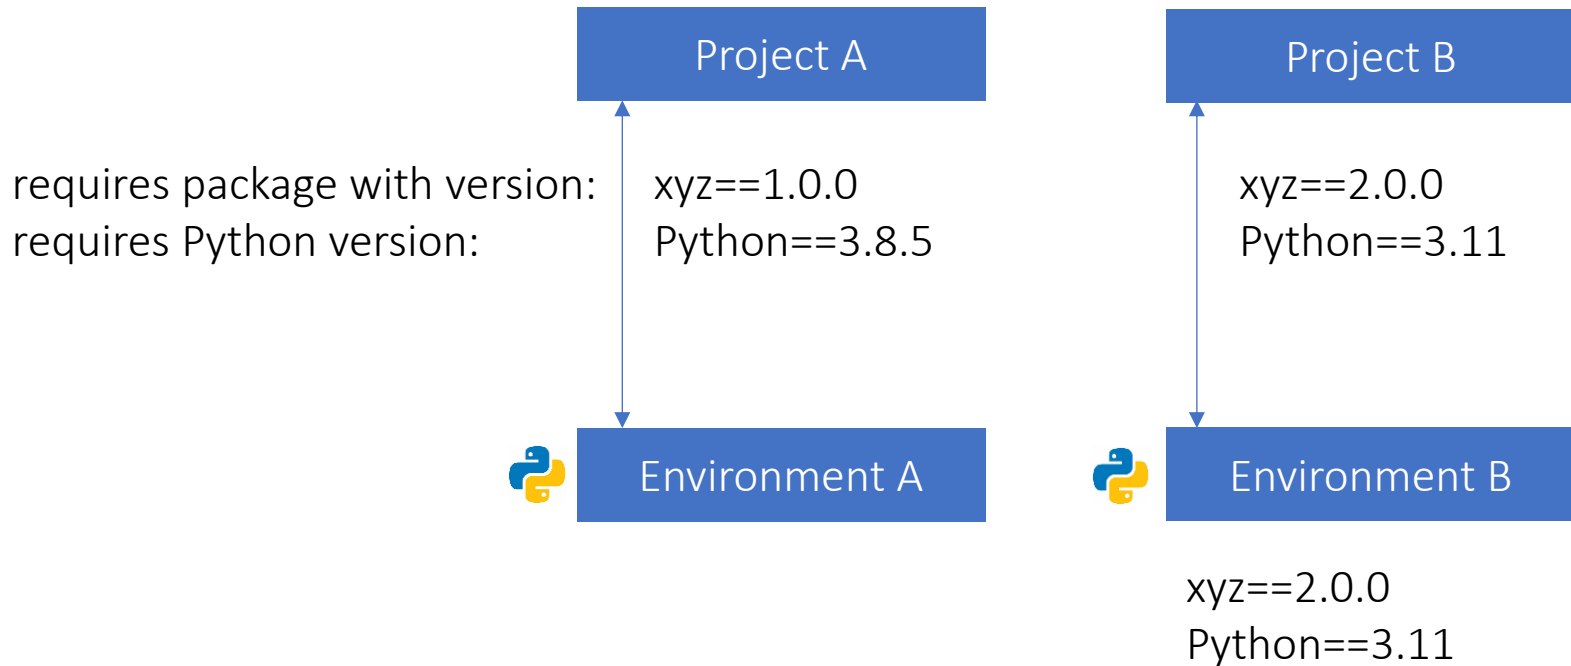 Project A
Project B
requires package with version: xyz==1.0.0 xyz==2.0.0
requires Python version: Python==3.8.5 Python==3.11
Environment A
Environment B
xyz==2.0.0
Python==3.11